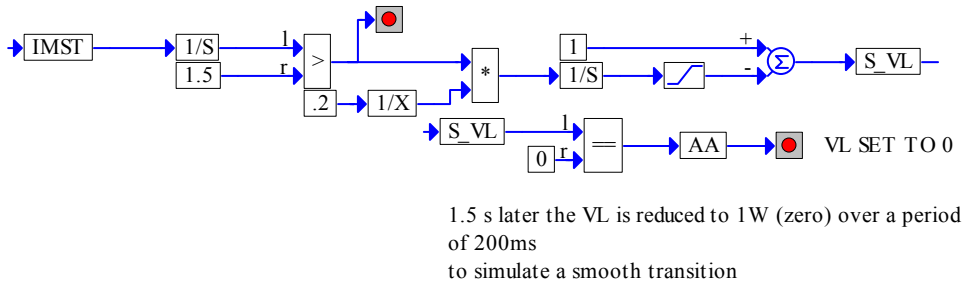 IMST
1/S
l
>
1.5
r
.2
1/X
*
1
+
1/S
-
Σ
S_VL
S_VL
l
0
r
==
AA
VL SET TO 0
1.5 s later the VL is reduced to 1W (zero) over a period
of 200ms
to simulate a smooth transition